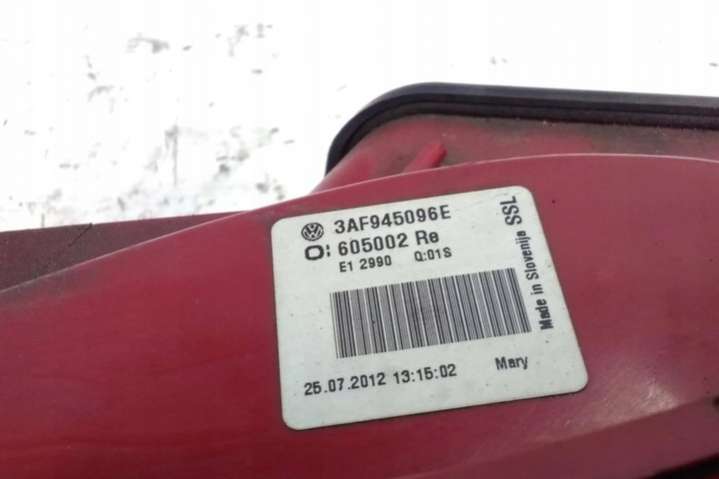 3AF945096E
605002 Re
E1 2990 Q:01S
25.07.2012 13:15:02 Mary
Made in Slovenija SSL